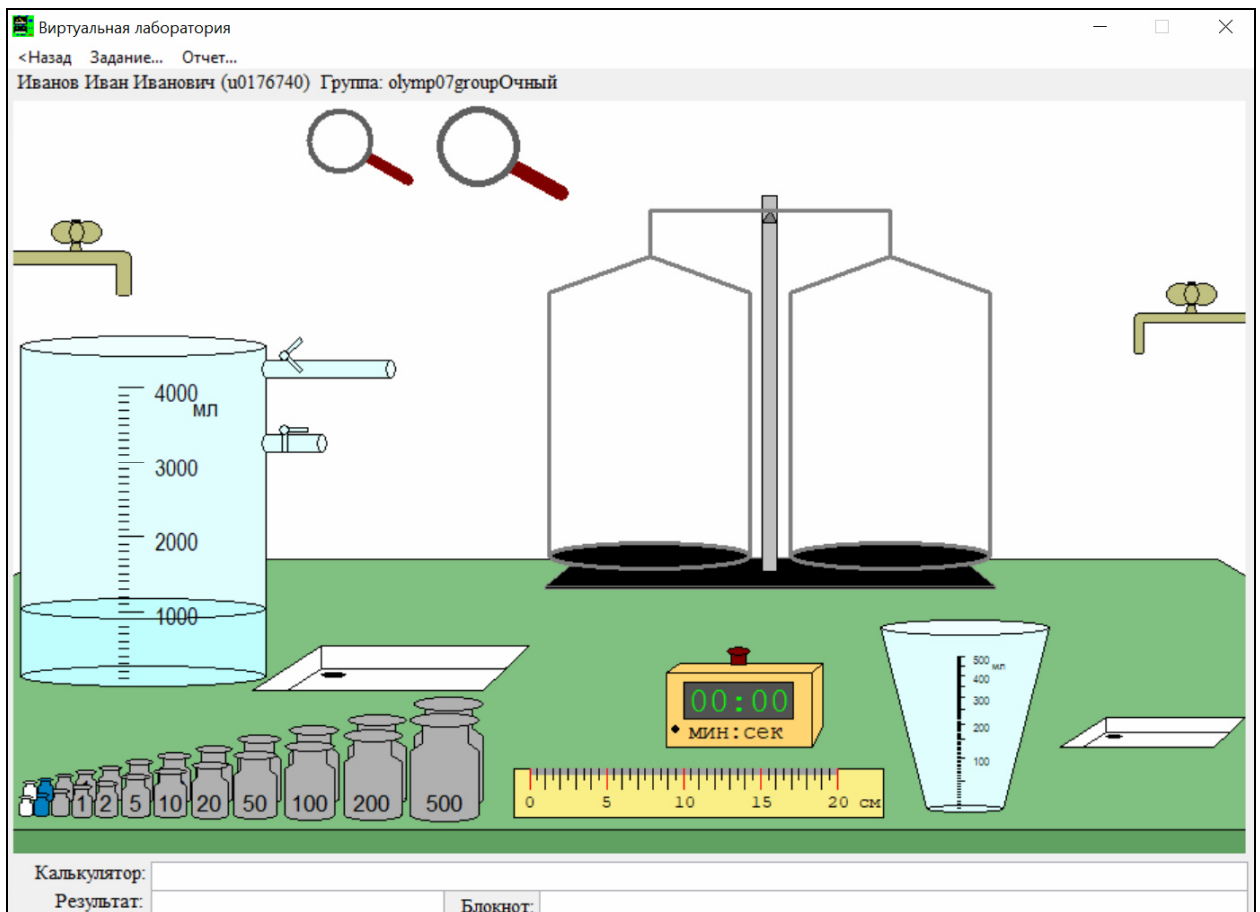 Виртуальная лаборатория
<Назад Задание... Отчет...
Иванов Иван Иванович (u0176740) Группа: olymp07groupОчный
4000
мл
3000
2000
1000
500 мл
400
300
200
100
00:00
мин:сек
1 2 5 10 20 50 100 200 500
0 5 10 15 20 см
Калькулятор:
Результат: Блокнот: